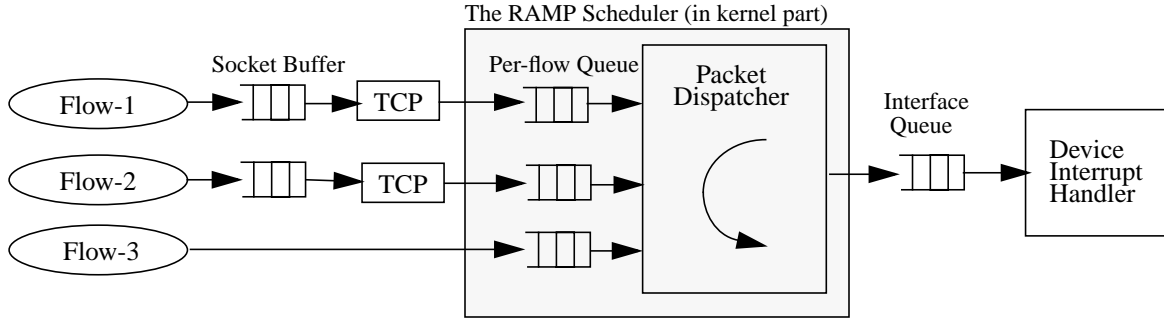 The RAMP Scheduler (in kernel part)
Socket Buffer
Per-flow Queue
Packet
Dispatcher
Interface
Queue
Flow-1
TCP
Flow-2
TCP
Flow-3
Device
Interrupt
Handler